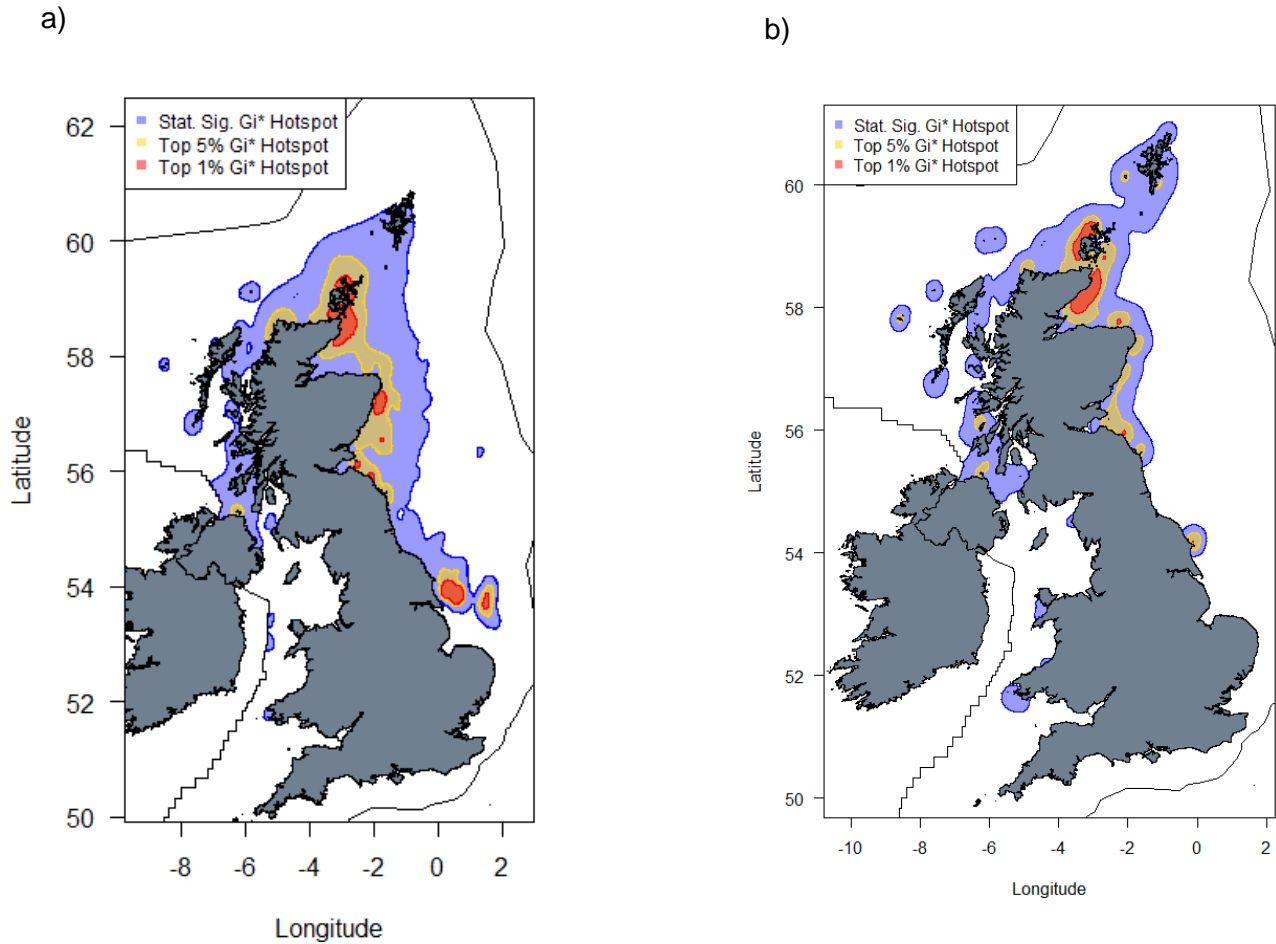 a)
b)
Stat. Sig. Gi* Hotspot
Top 5% Gi* Hotspot
Top 1% Gi* Hotspot
62
60
58
56
54
52
50
Latitude
-8
-6
-4
-2
0
2
Longitude
Stat. Sig. Gi* Hotspot
Top 5% Gi* Hotspot
Top 1% Gi* Hotspot
60
58
56
54
52
50
Latitude
-10
-8
-6
-4
-2
0
2
Longitude